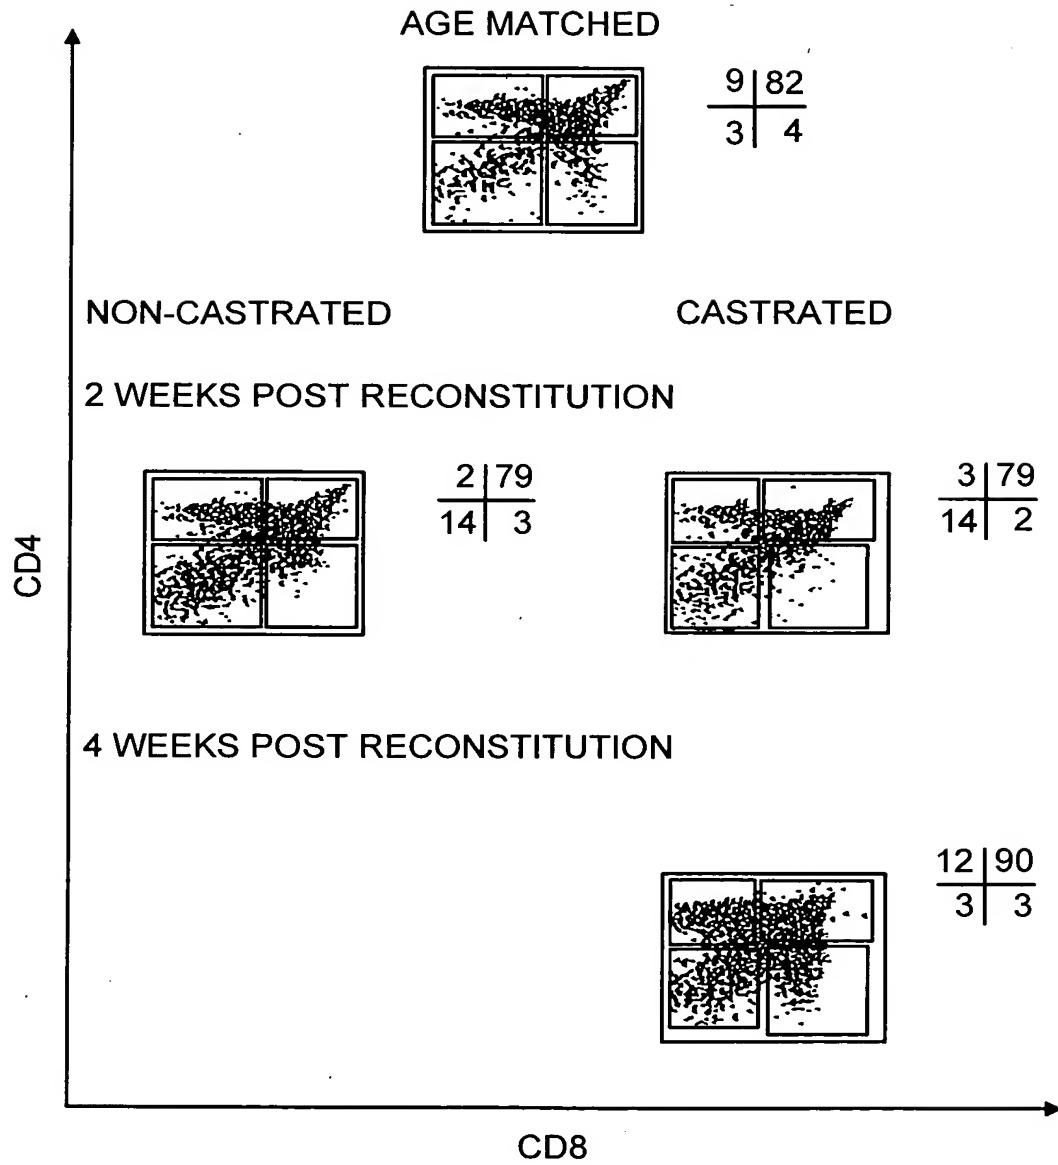 AGE MATCHED
9 82
3 4
NON-CASTRATED CASTRATED
2 WEEKS POST RECONSTITUTION
2 79
14 3
3 79
14 2
CD4
4 WEEKS POST RECONSTITUTION
12 90
3 3
CD8